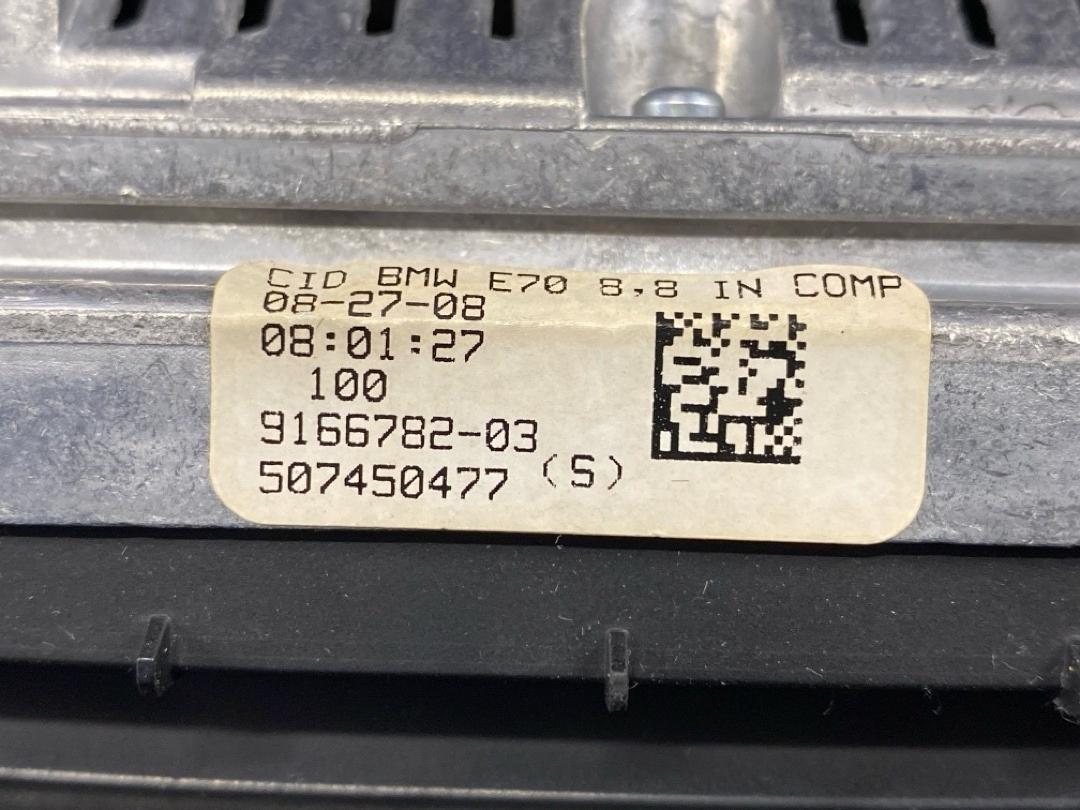 CID BMW E70 8,8 IN COMP
08-27-08
08:01:27
100
9166782-03
507450477 (S)